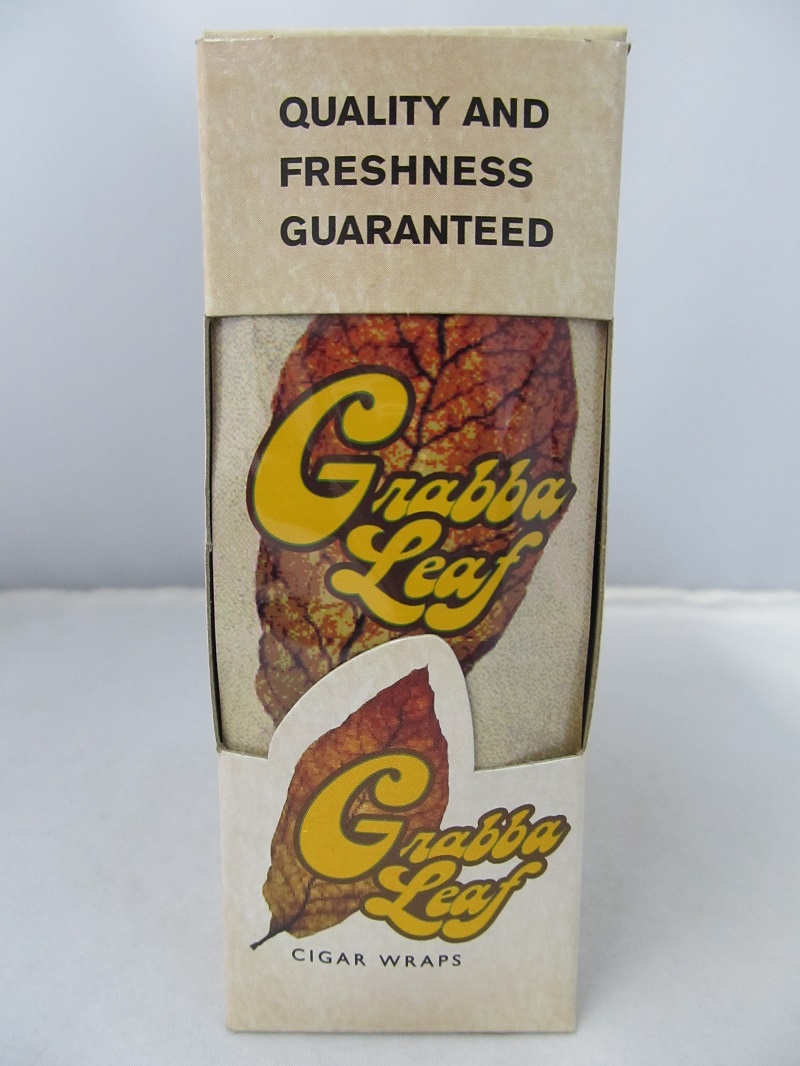 QUALITY AND
FRESHNESS
GUARANTEED
Grabba
Leaf
Grabba
Leaf
CIGAR WRAPS